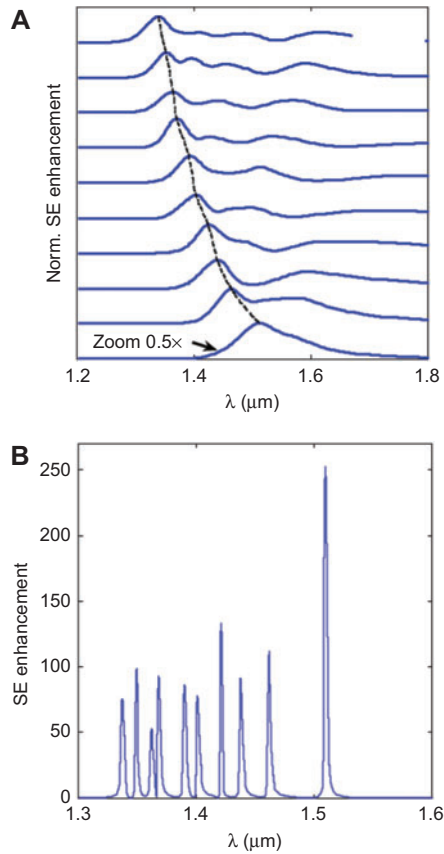 A
Norm. SE enhancement
Zoom 0.5×
1.2 1.4 1.6 1.8
λ (μm)
B
SE enhancement
250
200
150
100
50
0
1.3 1.4 1.5 1.6
λ (μm)